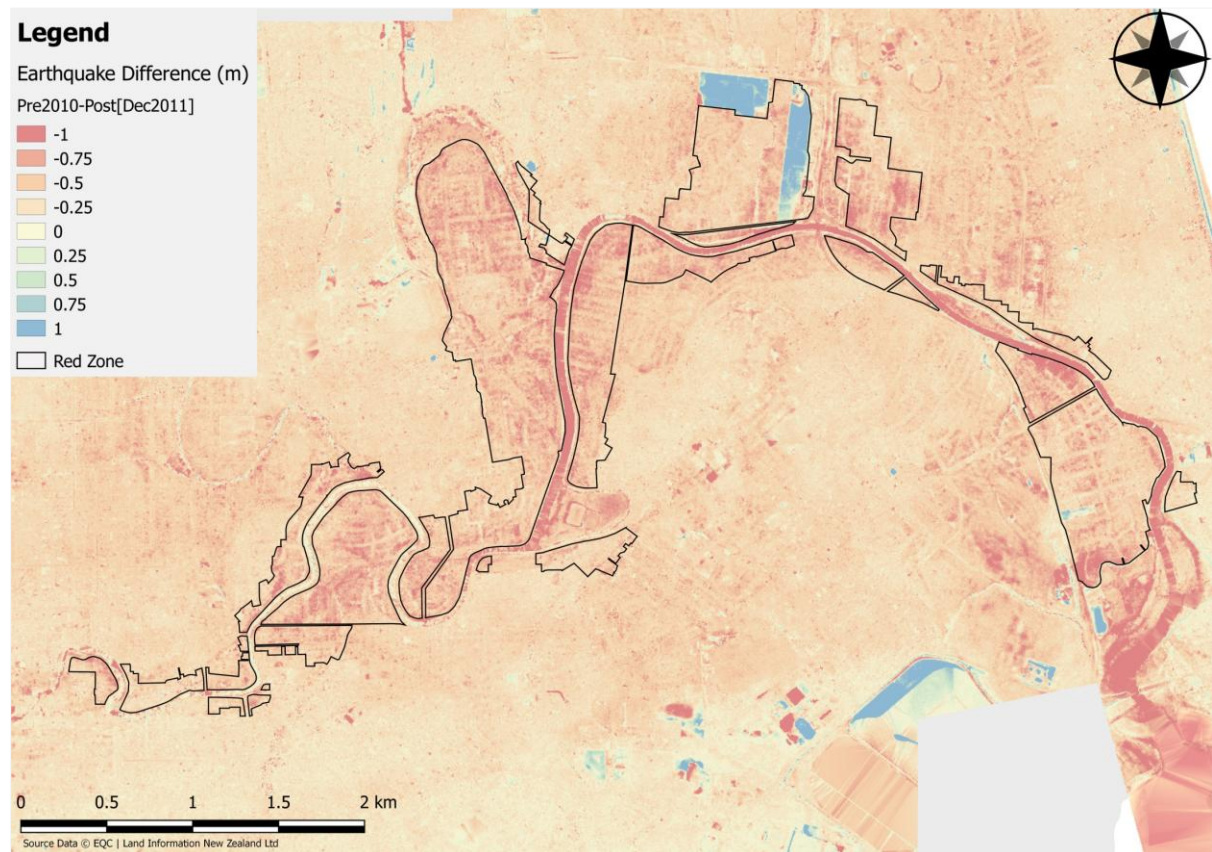 Legend
Earthquake Difference (m)
Pre2010-Post[Dec2011]
-1
-0.75
-0.5
-0.25
0
0.25
0.5
0.75
1
Red Zone
0 0.5 1 1.5 2 km
Source Data © EQC | Land Information New Zealand Ltd